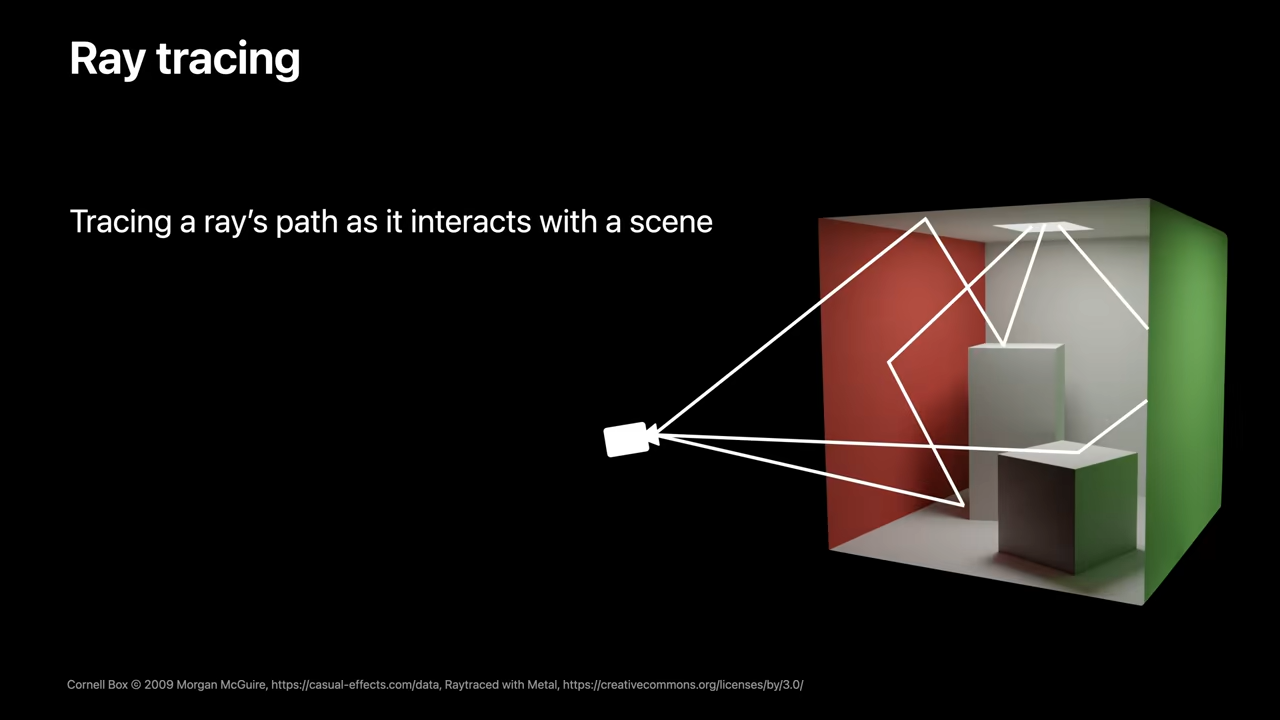 Ray tracing
Tracing a ray’s path as it interacts with a scene
Cornell Box © 2009 Morgan McGuire, https://casual-effects.com/data, Raytraced with Metal, https://creativecommons.org/licenses/by/3.0/